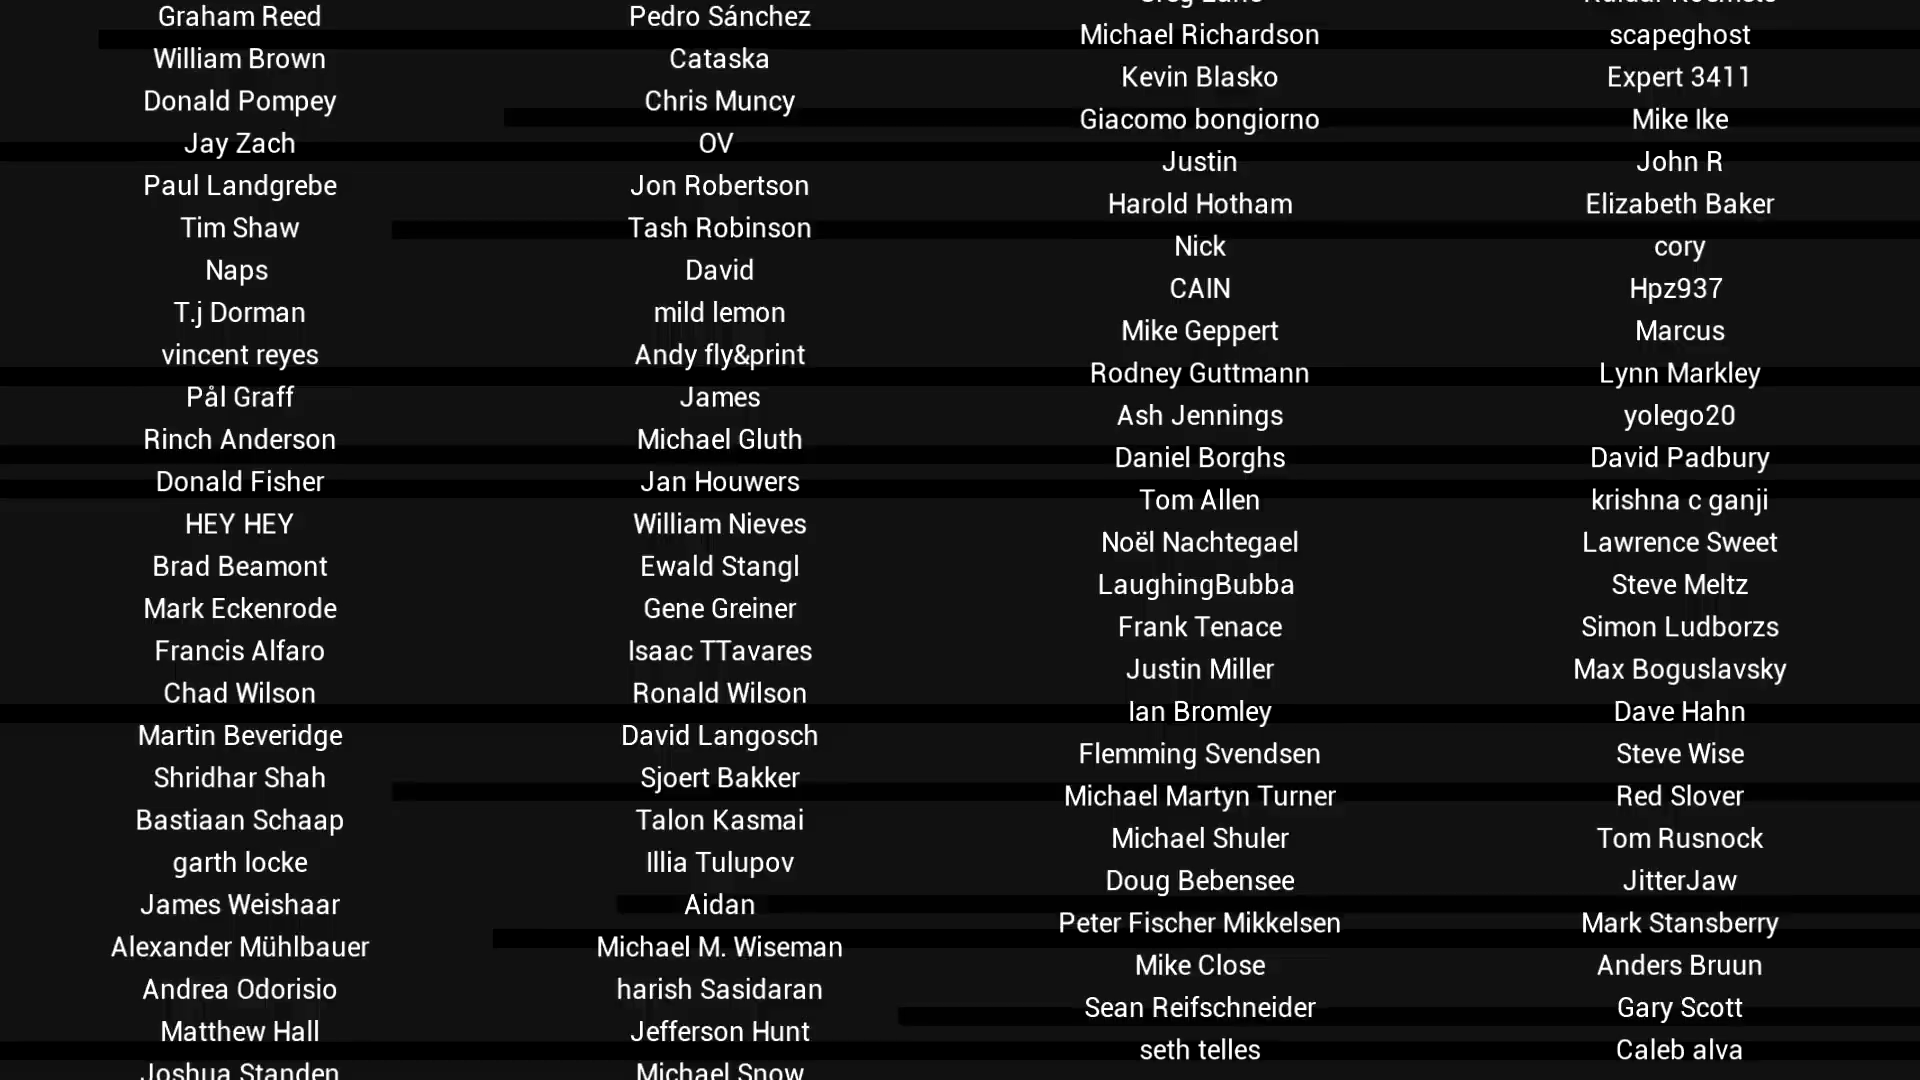 Graham Reed
William Brown
Donald Pompey
Jay Zach
Paul Landgrebe
Tim Shaw
Naps
T.j Dorman
vincent reyes
Pål Graff
Rinch Anderson
Donald Fisher
HEY HEY
Brad Beamont
Mark Eckenrode
Francis Alfaro
Chad Wilson
Martin Beveridge
Shridhar Shah
Bastiaan Schaap
garth locke
James Weishaar
Alexander Mühlbauer
Andrea Odorisio
Matthew Hall
Joshua Standen
Pedro Sánchez
Cataska
Chris Muncy
OV
Jon Robertson
Tash Robinson
David
mild lemon
Andy fly&print
James
Michael Gluth
Jan Houwers
William Nieves
Ewald Stangl
Gene Greiner
Isaac TTavares
Ronald Wilson
David Langosch
Sjoert Bakker
Talon Kasmai
Illia Tulupov
Aidan
Michael M. Wiseman
harish Sasidaran
Jefferson Hunt
Michael Snow
Michael Richardson
Kevin Blasko
Giacomo bongiorno
Justin
Harold Hotham
Nick
CAIN
Mike Geppert
Rodney Guttmann
Ash Jennings
Daniel Borghs
Tom Allen
Noël Nachtegael
LaughingBubba
Frank Tenace
Justin Miller
Ian Bromley
Flemming Svendsen
Michael Martyn Turner
Michael Shuler
Doug Bebensee
Peter Fischer Mikkelsen
Mike Close
Sean Reifschneider
seth telles
scapeghost
Expert 3411
Mike Ike
John R
Elizabeth Baker
cory
Hpz937
Marcus
Lynn Markley
yolego20
David Padbury
krishna c ganji
Lawrence Sweet
Steve Meltz
Simon Ludborzs
Max Boguslavsky
Dave Hahn
Steve Wise
Red Slover
Tom Rusnock
JitterJaw
Mark Stansberry
Anders Bruun
Gary Scott
Caleb alva